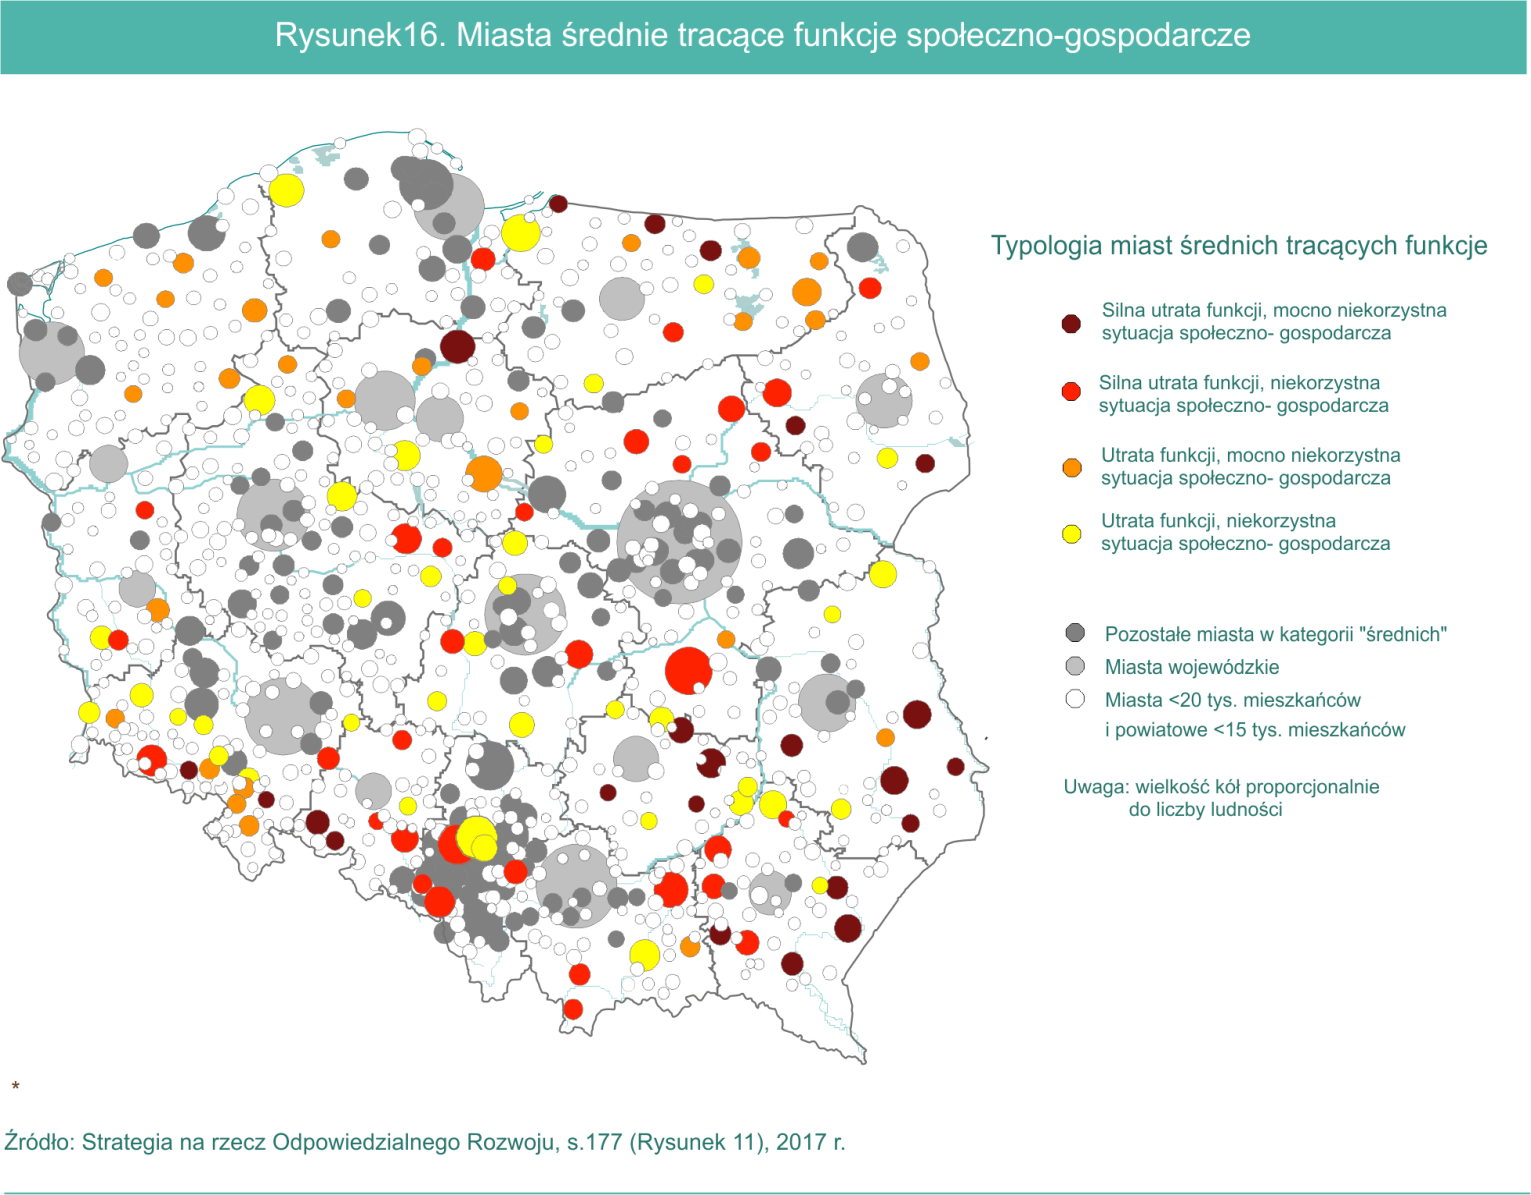 Rysunek16. Miasta średnie tracące funkcje społeczno-gospodarcze
Typologia miast średnich tracących funkcje
Silna utrata funkcji, mocno niekorzystna
sytuacja społeczno- gospodarcza
Silna utrata funkcji, niekorzystna
sytuacja społeczno- gospodarcza
Utrata funkcji, mocno niekorzystna
sytuacja społeczno- gospodarcza
Utrata funkcji, niekorzystna
sytuacja społeczno- gospodarcza
Pozostałe miasta w kategorii "średnich"
Miasta wojewódzkie
Miasta <20 tys. mieszkańców
i powiatowe <15 tys. mieszkańców
Uwaga: wielkość kół proporcjonalnie
do liczby ludności
*
Źródło: Strategia na rzecz Odpowiedzialnego Rozwoju, s.177 (Rysunek 11), 2017 r.